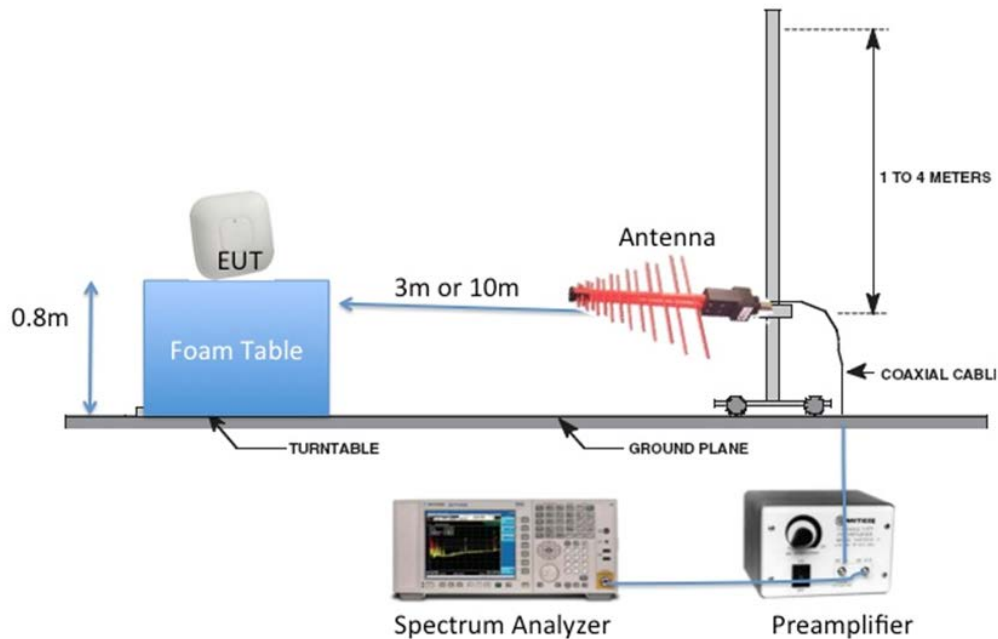 1 TO 4 METERS
Antenna
EUT
3m or 10m
0.8m
Foam Table
COAXIAL CABLI
TURNTABLE
GROUND PLANE
Spectrum Analyzer
Preamplifier